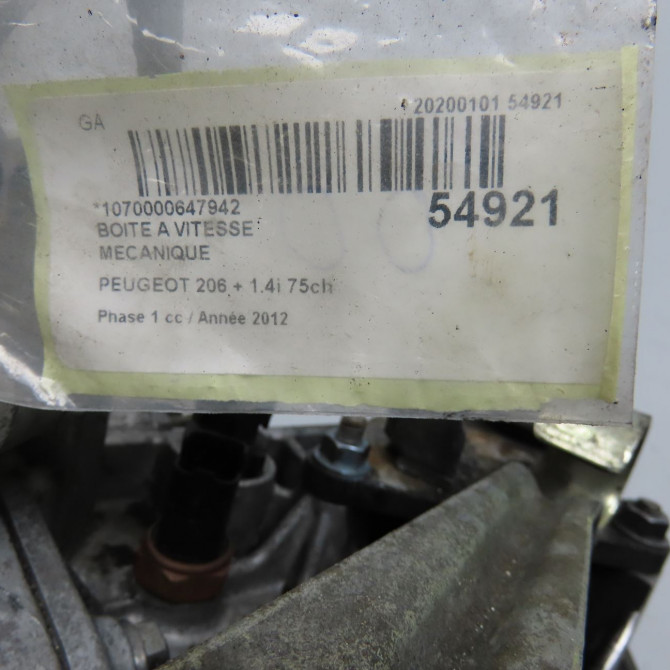 GA
20200101 54921
*1070000647942
54921
BOITE A VITESSE
MECANIQUE
PEUGEOT 206 + 1.4i 75ch
Phase 1 cc / Année 2012